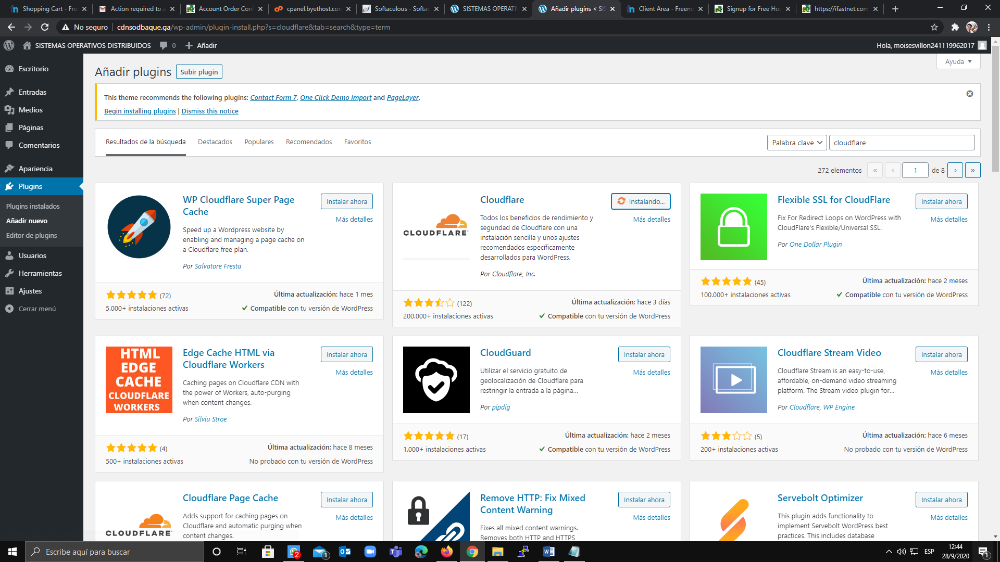 Shopping Cart - Fre
Action required to a
Account Order Con
cpanel.byethost.con
Softaculous - Softac
SISTEMAS OPERATIV
Añadir plugins < SIS
Client Area - Freeno
Signup for Free Hos
https://ifastnet.com
No seguro
cdnsodbaque.ga/wp-admin/plugin-install.php?s=cloudflare&tab=search&type=term
SISTEMAS OPERATIVOS DISTRIBUIDOS
0
Añadir
Hola, moisesvillon241119962017
Escritorio
Entradas
Medios
Páginas
Comentarios
Apariencia
Plugins
Plugins instalados
Añadir nuevo
Editor de plugins
Usuarios
Herramientas
Ajustes
Cerrar menú
Ayuda
Añadir plugins
Subir plugin
This theme recommends the following plugins: Contact Form 7, One Click Demo Import and PageLayer.
Begin installing plugins | Dismiss this notice
Resultados de la búsqueda
Destacados
Populares
Recomendados
Favoritos
Palabra clave
cloudflare
272 elementos
«
‹
1
de 8
›
»
WP Cloudflare Super Page
Cache
Instalar ahora
Más detalles
Speed up a Wordpress website by
enabling and managing a page cache on
a Cloudflare free plan.
Por Salvatore Fresta
(72)
5.000+ instalaciones activas
Última actualización: hace 1 mes
Compatible con tu versión de WordPress
CLOUDFLARE
Cloudflare
Instalando...
Más detalles
Todos los beneficios de rendimiento y
seguridad de Cloudflare con una
instalación sencilla y unos ajustes
recomendados específicamente
desarrollados para WordPress.
Por Cloudflare, Inc.
(122)
200.000+ instalaciones activas
Última actualización: hace 3 días
Compatible con tu versión de WordPress
Flexible SSL for CloudFlare
Instalar ahora
Más detalles
Fix For Redirect Loops on WordPress with
CloudFlare's Flexible/Universal SSL.
Por One Dollar Plugin
(45)
100.000+ instalaciones activas
Última actualización: hace 2 meses
Compatible con tu versión de WordPress
HTML
EDGE
CACHE
CLOUDFLARE
WORKERS
Edge Cache HTML via
Cloudflare Workers
Instalar ahora
Más detalles
Caching pages on Cloudflare CDN with
the power of Workers, auto-purging
when content changes.
Por Silviu Stroe
(4)
500+ instalaciones activas
Última actualización: hace 8 meses
No probado con tu versión de WordPress
CloudGuard
Instalar ahora
Más detalles
Utilizar el servicio gratuito de
geolocalización de Cloudflare para
restringir la entrada a la página...
Por pipdig
(17)
1.000+ instalaciones activas
Última actualización: hace 2 meses
Compatible con tu versión de WordPress
Cloudflare Stream Video
Instalar ahora
Más detalles
Cloudflare Stream is an easy-to-use,
affordable, on-demand video streaming
platform. The Stream video plugin for...
Por Cloudflare, WP Engine
(5)
200+ instalaciones activas
Última actualización: hace 6 meses
No probado con tu versión de WordPress
CLOUDFLARE
Cloudflare Page Cache
Instalar ahora
Más detalles
Adds support for caching pages on
Cloudflare and automatic purging when
content changes.
Remove HTTP: Fix Mixed
Content Warning
Instalar ahora
Más detalles
Fixes all mixed content warnings.
Removes both HTTP and HTTPS
Servebolt Optimizer
Instalar ahora
Más detalles
This plugin adds functionality to
implement Servebolt WordPress best
practices. This includes database
Escribe aquí para buscar
2
1
ESP
12:44
28/9/2020
1